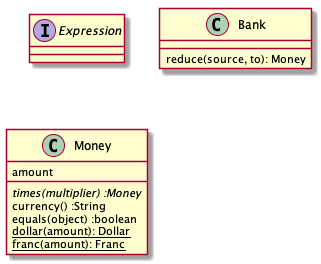 I Expression
C Bank
reduce(source, to): Money
C Money
amount
times(multiplier) :Money
currency() :String
equals(object) :boolean
dollar(amount): Dollar
franc(amount): Franc